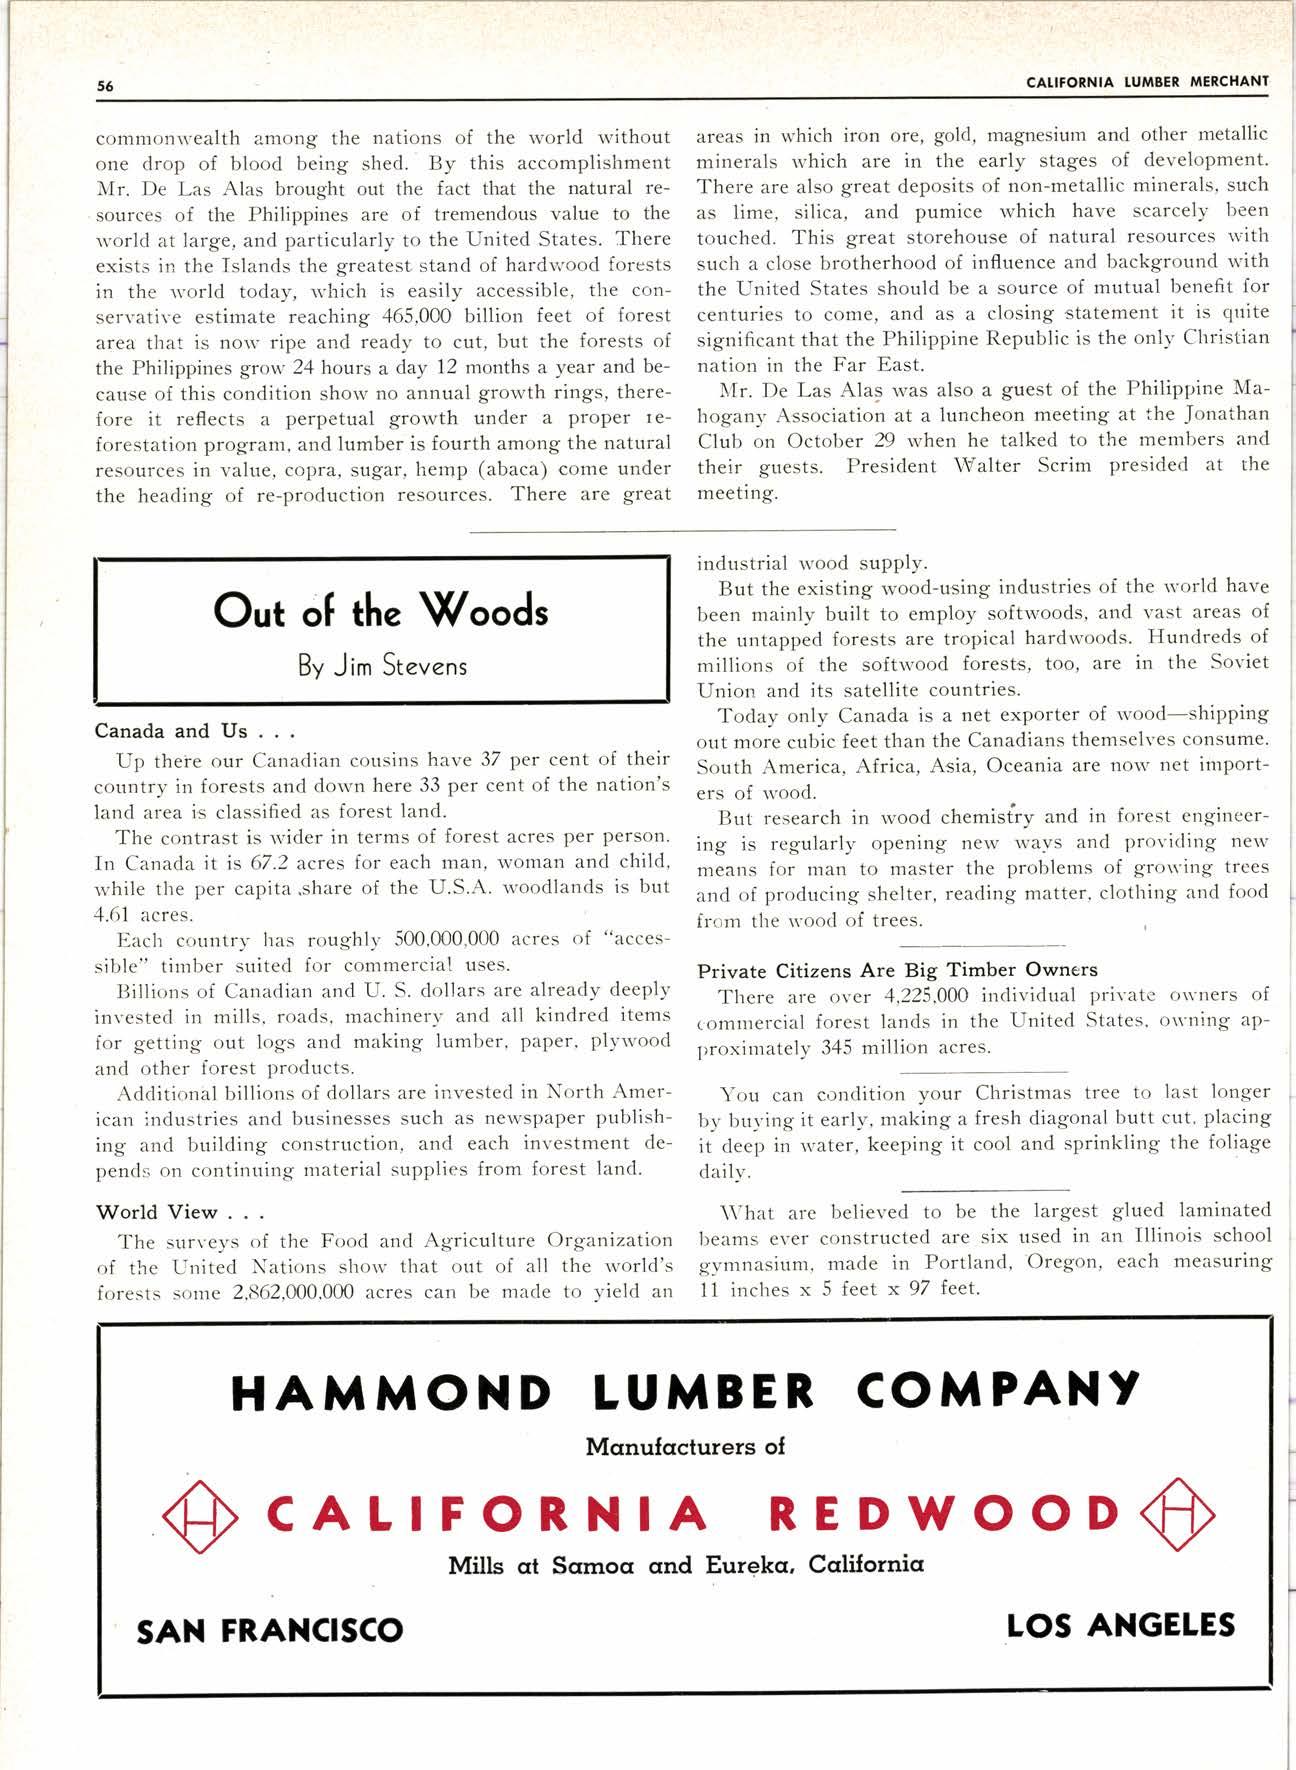 56
CALIFORNIA LUMBER MERCHANT
commonwealth among the nations of the world without
one drop of blood being shed. By this accomplishment
Mr. De Las Alas brought out the fact that the natural re-
sources of the Philippines are of tremendous value to the
world at large, and particularly to the United States. There
exists in the Islands the greatest stand of hardwood forests
in the world today, which is easily accessible, the con-
servative estimate reaching 465,000 billion feet of forest
area that is now ripe and ready to cut, but the forests of
the Philippines grow 24 hours a day 12 months a year and be-
cause of this condition show no annual growth rings, there-
fore it reflects a perpetual growth under a proper re-
forestation program, and lumber is fourth among the natural
resources in value, copra, sugar, hemp (abaca) come under
the heading of re-production resources. There are great
areas in which iron ore, gold, magnesium and other metallic
minerals which are in the early stages of development.
There are also great deposits of non-metallic minerals, such
as lime, silica, and pumice which have scarcely been
touched. This great storehouse of natural resources with
such a close brotherhood of influence and background with
the United States should be a source of mutual benefit for
centuries to come, and as a closing statement it is quite
significant that the Philippine Republic is the only Christian
nation in the Far East.
Mr. De Las Alas was also a guest of the Philippine Ma-
hogany Association at a luncheon meeting at the Jonathan
Club on October 29 when he talked to the members and
their guests. President Walter Scrim presided at the
meeting.
Out of the Woods
By Jim Stevens
Canada and Us . . .
Up there our Canadian cousins have 37 per cent of their
country in forests and down here 33 per cent of the nation's
land area is classified as forest land.
The contrast is wider in terms of forest acres per person.
In Canada it is 67.2 acres for each man, woman and child,
while the per capita share of the U.S.A. woodlands is but
4.61 acres.
Each country has roughly 500,000,000 acres of "acces-
sible" timber suited for commercial uses.
Billions of Canadian and U. S. dollars are already deeply
invested in mills, roads, machinery and all kindred items
for getting out logs and making lumber, paper, plywood
and other forest products.
Additional billions of dollars are invested in North Amer-
ican industries and businesses such as newspaper publish-
ing and building construction, and each investment de-
pends on continuing material supplies from forest land.
World View . . .
The surveys of the Food and Agriculture Organization
of the United Nations show that out of all the world's
forests some 2,862,000,000 acres can be made to yield an
industrial wood supply.
But the existing wood-using industries of the world have
been mainly built to employ softwoods, and vast areas of
the untapped forests are tropical hardwoods. Hundreds of
millions of the softwood forests, too, are in the Soviet
Union and its satellite countries.
Today only Canada is a net exporter of wood—shipping
out more cubic feet than the Canadians themselves consume.
South America, Africa, Asia, Oceania are now net import-
ers of wood.
But research in wood chemistry and in forest engineer-
ing is regularly opening new ways and providing new
means for man to master the problems of growing trees
and of producing shelter, reading matter, clothing and food
from the wood of trees.
Private Citizens Are Big Timber Owners
There are over 4,225,000 individual private owners of
commercial forest lands in the United States, owning ap-
proximately 345 million acres.
You can condition your Christmas tree to last longer
by buying it early, making a fresh diagonal butt cut, placing
it deep in water, keeping it cool and sprinkling the foliage
daily.
What are believed to be the largest glued laminated
beams ever constructed are six used in an Illinois school
gymnasium, made in Portland, Oregon, each measuring
11 inches x 5 feet x 97 feet.
HAMMOND LUMBER COMPANY
Manufacturers of
H CALIFORNIA REDWOOD H
Mills at Samoa and Eureka, California
SAN FRANCISCO
LOS ANGELES